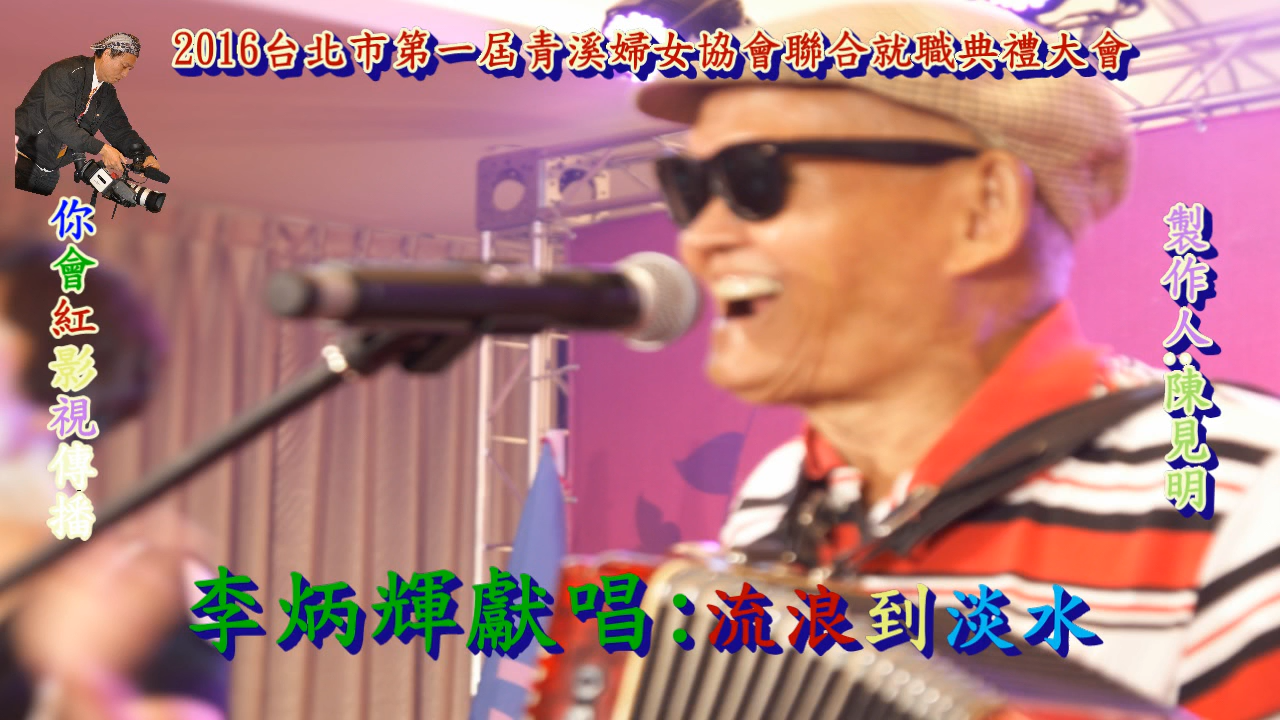 2016台北市第一屆青溪婦女協會聯合就職典禮大會
你會紅影視傳播
製作人:陳見明
李炳輝獻唱:流浪到淡水